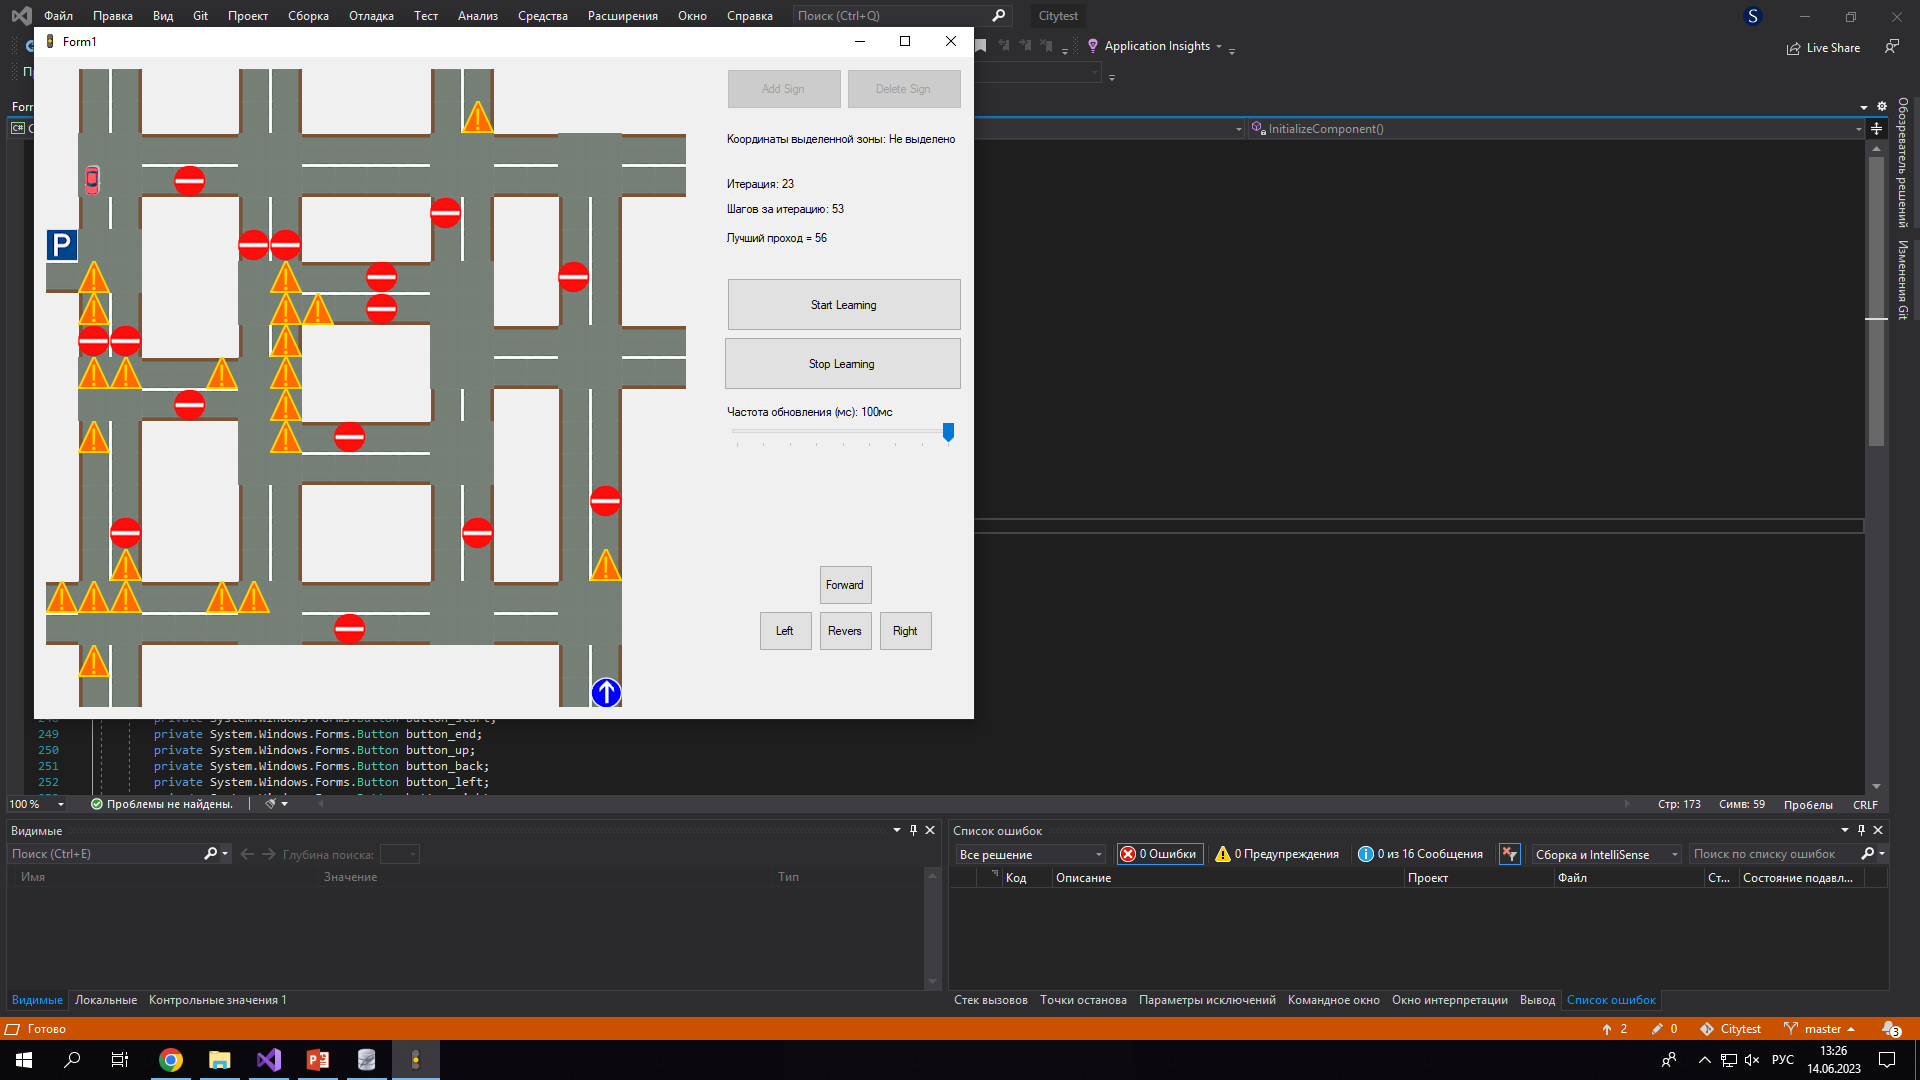 Файл Правка Вид Git Проект Сборка Отладка Тест Анализ Средства Расширения Окно Справка Поиск (Ctrl+Q) Citytest S
Form1
Application Insights
Live Share
Add Sign Delete Sign
InitializeComponent()
C#
Координаты выделенной зоны: Не выделено
Итерация: 23
Шагов за итерацию: 53
Лучший проход = 56
P
Start Learning
Stop Learning
Частота обновления (мс): 100мс
Forward
Left Revers Right
Обозреватель решений
Изменения Git
249 private System.Windows.Forms.Button button_end;
250 private System.Windows.Forms.Button button_up;
251 private System.Windows.Forms.Button button_back;
252 private System.Windows.Forms.Button button_left;
100 % Проблемы не найдены. Стр: 173 Симв: 59 Пробелы CRLF
Видимые
Поиск (Ctrl+E) Глубина поиска:
Имя Значение Тип
Видимые Локальные Контрольные значения 1
Список ошибок
Все решение 0 Ошибки 0 Предупреждения 0 из 16 Сообщения Сборка и IntelliSense Поиск по списку ошибок
Код Описание Проект Файл Ст... Состояние подавл...
Стек вызовов Точки останова Параметры исключений Командное окно Окно интерпретации Вывод Список ошибок
Готово 2 0 Citytest master 3
РУС 13:26
14.06.2023